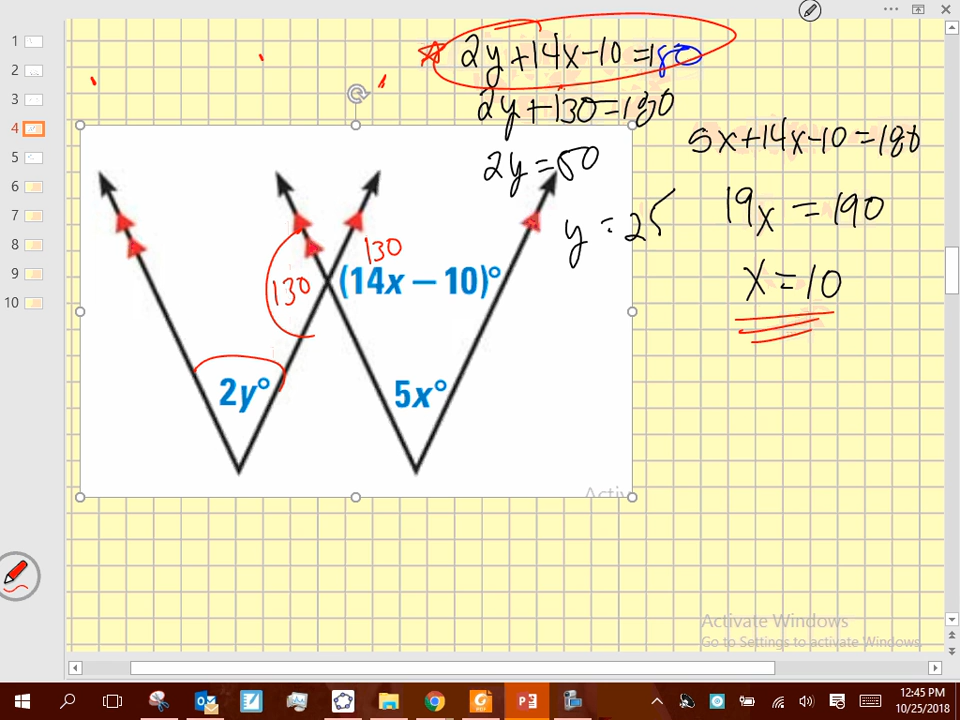 1
2
3
4
5
6
7
8
9
10
2y+14x-10=180
2y+130=180
2y=50
y=25
5x+14x-10=180
19x=190
x=10
130
130
(14x – 10)°
2y°
5x°
Activate Windows
Go to Settings to activate Windows.
12:45 PM
10/25/2018